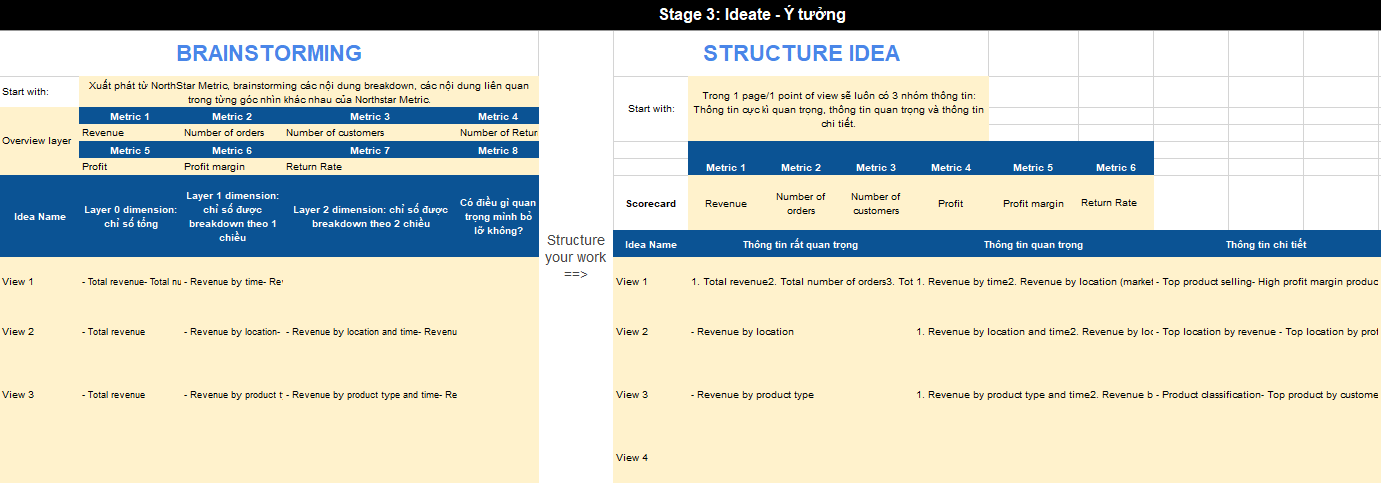 Stage 3: Ideate - Ý tưởng
BRAINSTORMING
Start with:
Xuất phát từ NorthStar Metric, brainstorming các nội dung breakdown, các nội dung liên quan
trong từng góc nhìn khác nhau của Northstar Metric.
Overview layer
Metric 1 Metric 2 Metric 3 Metric 4
Revenue Number of orders Number of customers Number of Retur
Metric 5 Metric 6 Metric 7 Metric 8
Profit Profit margin Return Rate
Idea Name
Layer 0 dimension:
chỉ số tổng
Layer 1 dimension:
chỉ số được
breakdown theo 1
chiều
Layer 2 dimension: chỉ số được
breakdown theo 2 chiều
Có điều gì quan
trọng mình bỏ
lỡ không?
View 1 - Total revenue- Total nu - Revenue by time- Re
View 2 - Total revenue - Revenue by location- - Revenue by location and time- Revenu
View 3 - Total revenue - Revenue by product t - Revenue by product type and time- Re
Structure
your work
==>
STRUCTURE IDEA
Start with:
Trong 1 page/1 point of view sẽ luôn có 3 nhóm thông tin:
Thông tin cực kì quan trọng, thông tin quan trọng và thông tin
chi tiết.
Metric 1 Metric 2 Metric 3 Metric 4 Metric 5 Metric 6
Scorecard
Revenue
Number of
orders
Number of
customers
Profit
Profit margin
Return Rate
Idea Name Thông tin rất quan trọng Thông tin quan trọng Thông tin chi tiết
View 1 1. Total revenue2. Total number of orders3. Tot 1. Revenue by time2. Revenue by location (market - Top product selling- High profit margin produc
View 2 - Revenue by location 1. Revenue by location and time2. Revenue by loc - Top location by revenue - Top location by prof
View 3 - Revenue by product type 1. Revenue by product type and time2. Revenue b - Product classification- Top product by custome
View 4